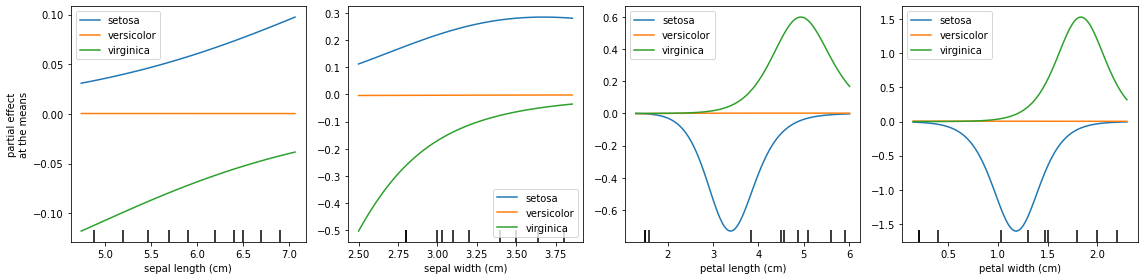 partial effect
at the means
0.10
0.05
0.00
−0.05
−0.10
5.0 5.5 6.0 6.5 7.0
sepal length (cm)
setosa
versicolor
virginica
0.3
0.2
0.1
0.0
−0.1
−0.2
−0.3
−0.4
−0.5
2.50 2.75 3.00 3.25 3.50 3.75
sepal width (cm)
setosa
versicolor
virginica
0.6
0.4
0.2
0.0
−0.2
−0.4
−0.6
2 3 4 5 6
petal length (cm)
setosa
versicolor
virginica
1.5
1.0
0.5
0.0
−0.5
−1.0
−1.5
0.5 1.0 1.5 2.0
petal width (cm)
setosa
versicolor
virginica